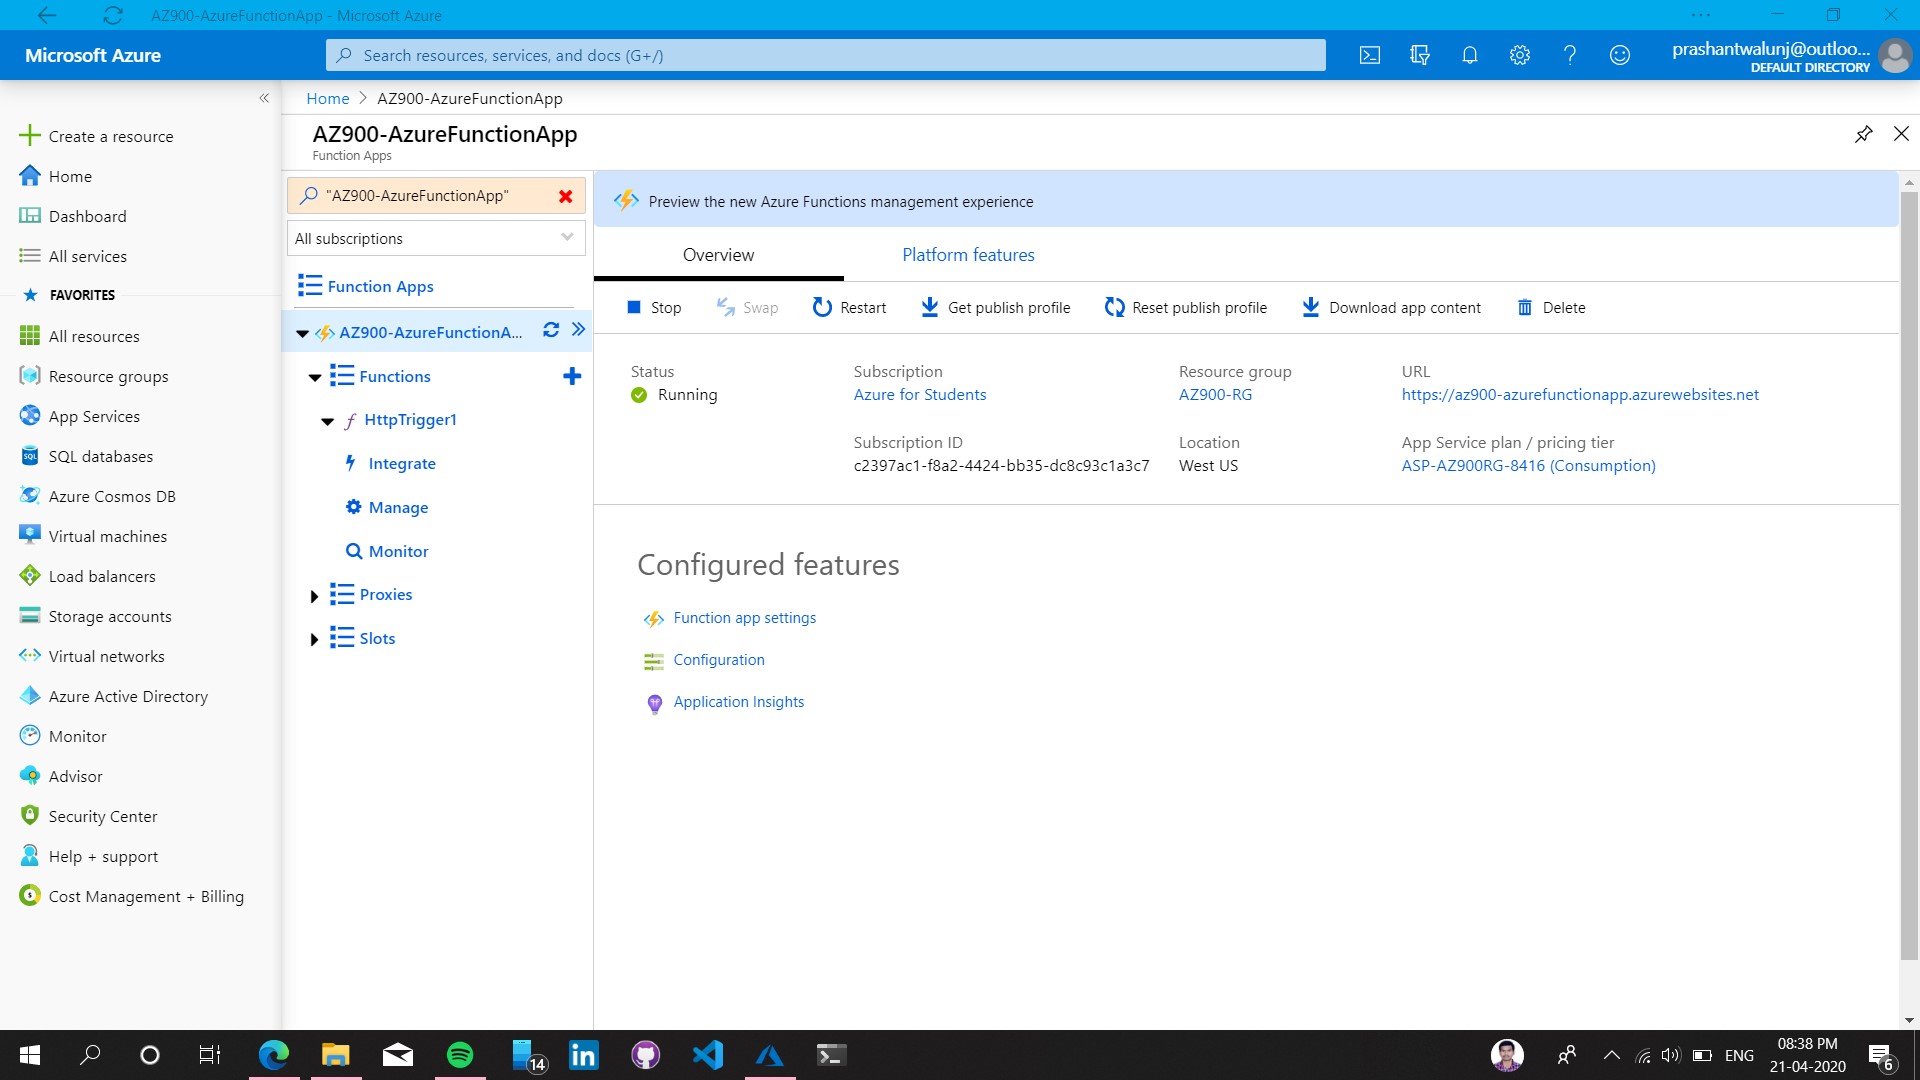 AZ900-AzureFunctionApp - Microsoft Azure
Microsoft Azure
Search resources, services, and docs (G+/)
prashantwalunj@outloo...
DEFAULT DIRECTORY
Create a resource
Home
Dashboard
All services
FAVORITES
All resources
Resource groups
App Services
SQL databases
Azure Cosmos DB
Virtual machines
Load balancers
Storage accounts
Virtual networks
Azure Active Directory
Monitor
Advisor
Security Center
Help + support
Cost Management + Billing
Home > AZ900-AzureFunctionApp
AZ900-AzureFunctionApp
Function Apps
"AZ900-AzureFunctionApp"
All subscriptions
Function Apps
AZ900-AzureFunctionA...
Functions
HttpTrigger1
Integrate
Manage
Monitor
Proxies
Slots
Preview the new Azure Functions management experience
Overview Platform features
Stop Swap Restart Get publish profile Reset publish profile Download app content Delete
Status Subscription Resource group URL
Running Azure for Students AZ900-RG https://az900-azurefunctionapp.azurewebsites.net
Subscription ID Location App Service plan / pricing tier
c2397ac1-f8a2-4424-bb35-dc8c93c1a3c7 West US ASP-AZ900RG-8416 (Consumption)
Configured features
Function app settings
Configuration
Application Insights
14
ENG
08:38 PM
21-04-2020
6